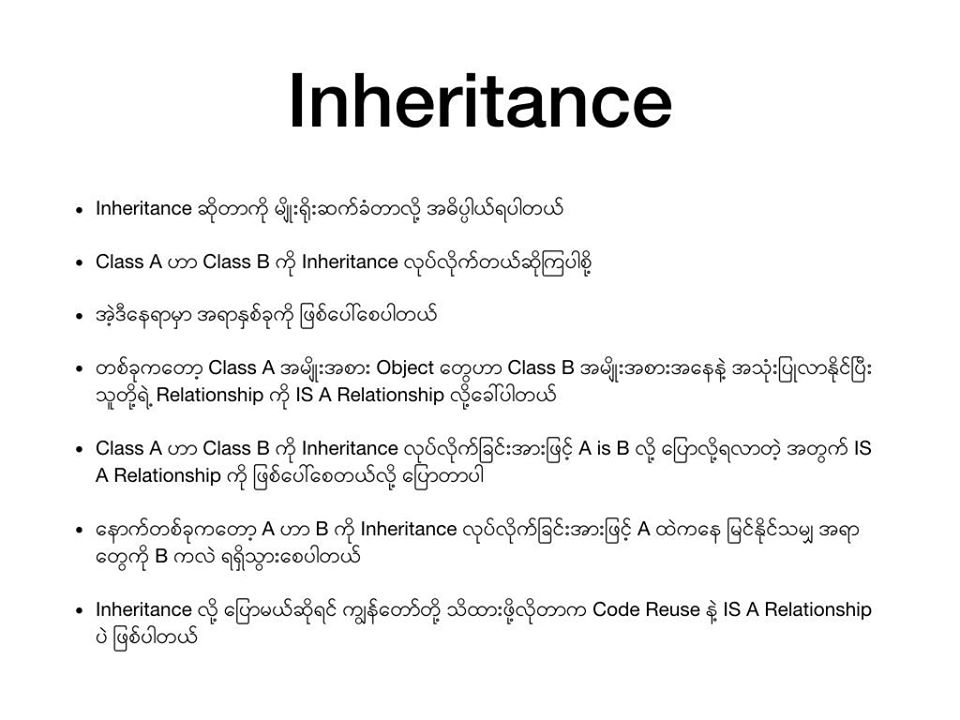 Inheritance
• Inheritance ဆိုတာကို မျိုးရိုးဆက်ခံတာလို့ အဓိပ္ပါယ်ရပါတယ်
• Class A ဟာ Class B ကို Inheritance လုပ်လိုက်တယ်ဆိုကြပါစို့
• အဲ့ဒီနေရာမှာ အရာနှစ်ခုကို ဖြစ်ပေါ်စေပါတယ်
• တစ်ခုကတော့ Class A အမျိုးအစား Object တွေဟာ Class B အမျိုးအစားအနေနဲ့ အသုံးပြုလာနိုင်ပြီး
သူတို့ရဲ့ Relationship ကို IS A Relationship လို့ခေါ်ပါတယ်
• Class A ဟာ Class B ကို Inheritance လုပ်လိုက်ခြင်းအားဖြင့် A is B လို့ ပြောလို့ရလာတဲ့ အတွက် IS
A Relationship ကို ဖြစ်ပေါ်စေတယ်လို့ ပြောတာပါ
• နောက်တစ်ခုကတော့ A ဟာ B ကို Inheritance လုပ်လိုက်ခြင်းအားဖြင့် A ထဲကနေ မြင်နိုင်သမျှ အရာ
တွေကို B ကလဲ ရရှိသွားစေပါတယ်
• Inheritance လို့ ပြောမယ်ဆိုရင် ကျွန်တော်တို့ သိထားဖို့လိုတာက Code Reuse နဲ့ IS A Relationship
ပဲ ဖြစ်ပါတယ်